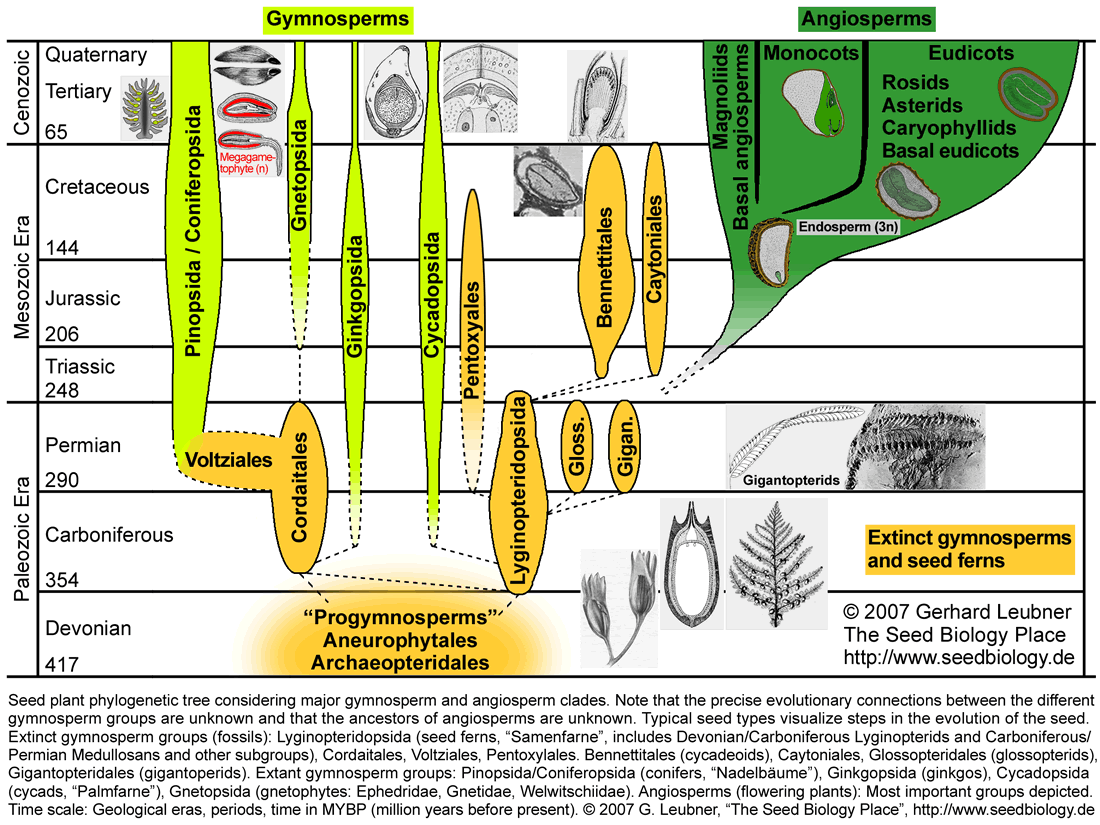 Gymnosperms
Angiosperms
Cenozoic
Quaternary
Tertiary
65
Mesozoic Era
Cretaceous
144
Jurassic
206
Triassic
248
Paleozoic Era
Permian
290
Carboniferous
354
Devonian
417
Pinopsida / Coniferopsida
Megagame-
tophyte (n)
Gnetopsida
Ginkgopsida
Cycadopsida
Pentoxyales
Bennettitales
Caytoniales
Magnoliids
Basal angiosperms
Monocots
Eudicots
Rosids
Asterids
Caryophyllids
Basal eudicots
Endosperm (3n)
Voltziales
Cordaitales
Lyginopteridopsida
Gloss.
Gigan.
Gigantopterids
Extinct gymnosperms
and seed ferns
“Progymnosperms”
Aneurophytales
Archaeopteridales
© 2007 Gerhard Leubner
The Seed Biology Place
http://www.seedbiology.de
Seed plant phylogenetic tree considering major gymnosperm and angiosperm clades. Note that the precise evolutionary connections between the different
gymnosperm groups are unknown and that the ancestors of angiosperms are unknown. Typical seed types visualize steps in the evolution of the seed.
Extinct gymnosperm groups (fossils): Lyginopteridopsida (seed ferns, “Samenfarne”, includes Devonian/Carboniferous Lyginopterids and Carboniferous/
Permian Medullosans and other subgroups), Cordaitales, Voltziales, Pentoxylales. Bennettitales (cycadeoids), Caytoniales, Glossopteridales (glossopterids),
Gigantopteridales (gigantoperids). Extant gymnosperm groups: Pinopsida/Coniferopsida (conifers, “Nadelbäume”), Ginkgopsida (ginkgos), Cycadopsida
(cycads, “Palmfarne”), Gnetopsida (gnetophytes: Ephedridae, Gnetidae, Welwitschiidae). Angiosperms (flowering plants): Most important groups depicted.
Time scale: Geological eras, periods, time in MYBP (million years before present). © 2007 G. Leubner, “The Seed Biology Place”, http://www.seedbiology.de